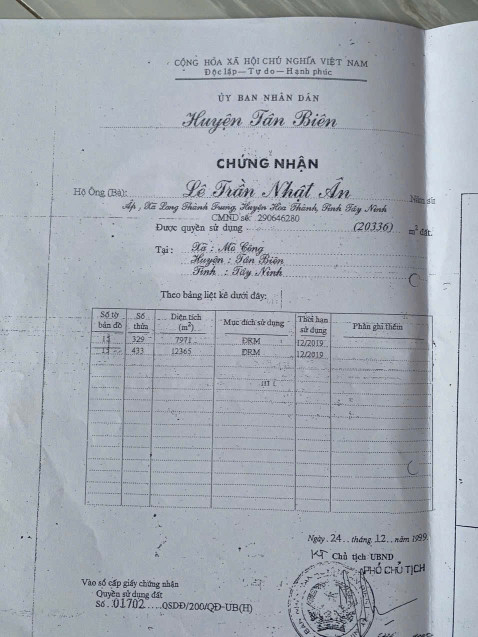 CỘNG HÒA XÃ HỘI CHỦ NGHĨA VIỆT NAM
Độc lập — Tự do — Hạnh phúc
ỦY BAN NHÂN DÂN
Huyện Tân Biên
CHỨNG NHẬN
Hộ Ông (Bà): Lê Trần Nhật Ân Năm si
Ấp, Xã Long Thành Trung, Huyện Hòa Thành, Tỉnh Tây Ninh
CMND số: 290646280
Được quyền sử dụng (20336) m² đất.
Tại: Xã : Mỏ Công
Huyện : Tân Biên
Tỉnh : Tây Ninh
Theo bảng liệt kê dưới đây:
Số tờ bản đồ Số thửa Diện tích (m²) Mục đích sử dụng Thời hạn sử dụng Phần ghi thêm
15 329 7971 ĐRM 12/2019
15 433 12365 ĐRM 12/2019
Ngày 24 tháng 12 năm 1999
KT Chủ tịch UBND
PHÓ CHỦ TỊCH
Vào sổ cấp giấy chứng nhận
Quyền sử dụng đất
Số 01702 QSDĐ/200/QĐ-UB(H)